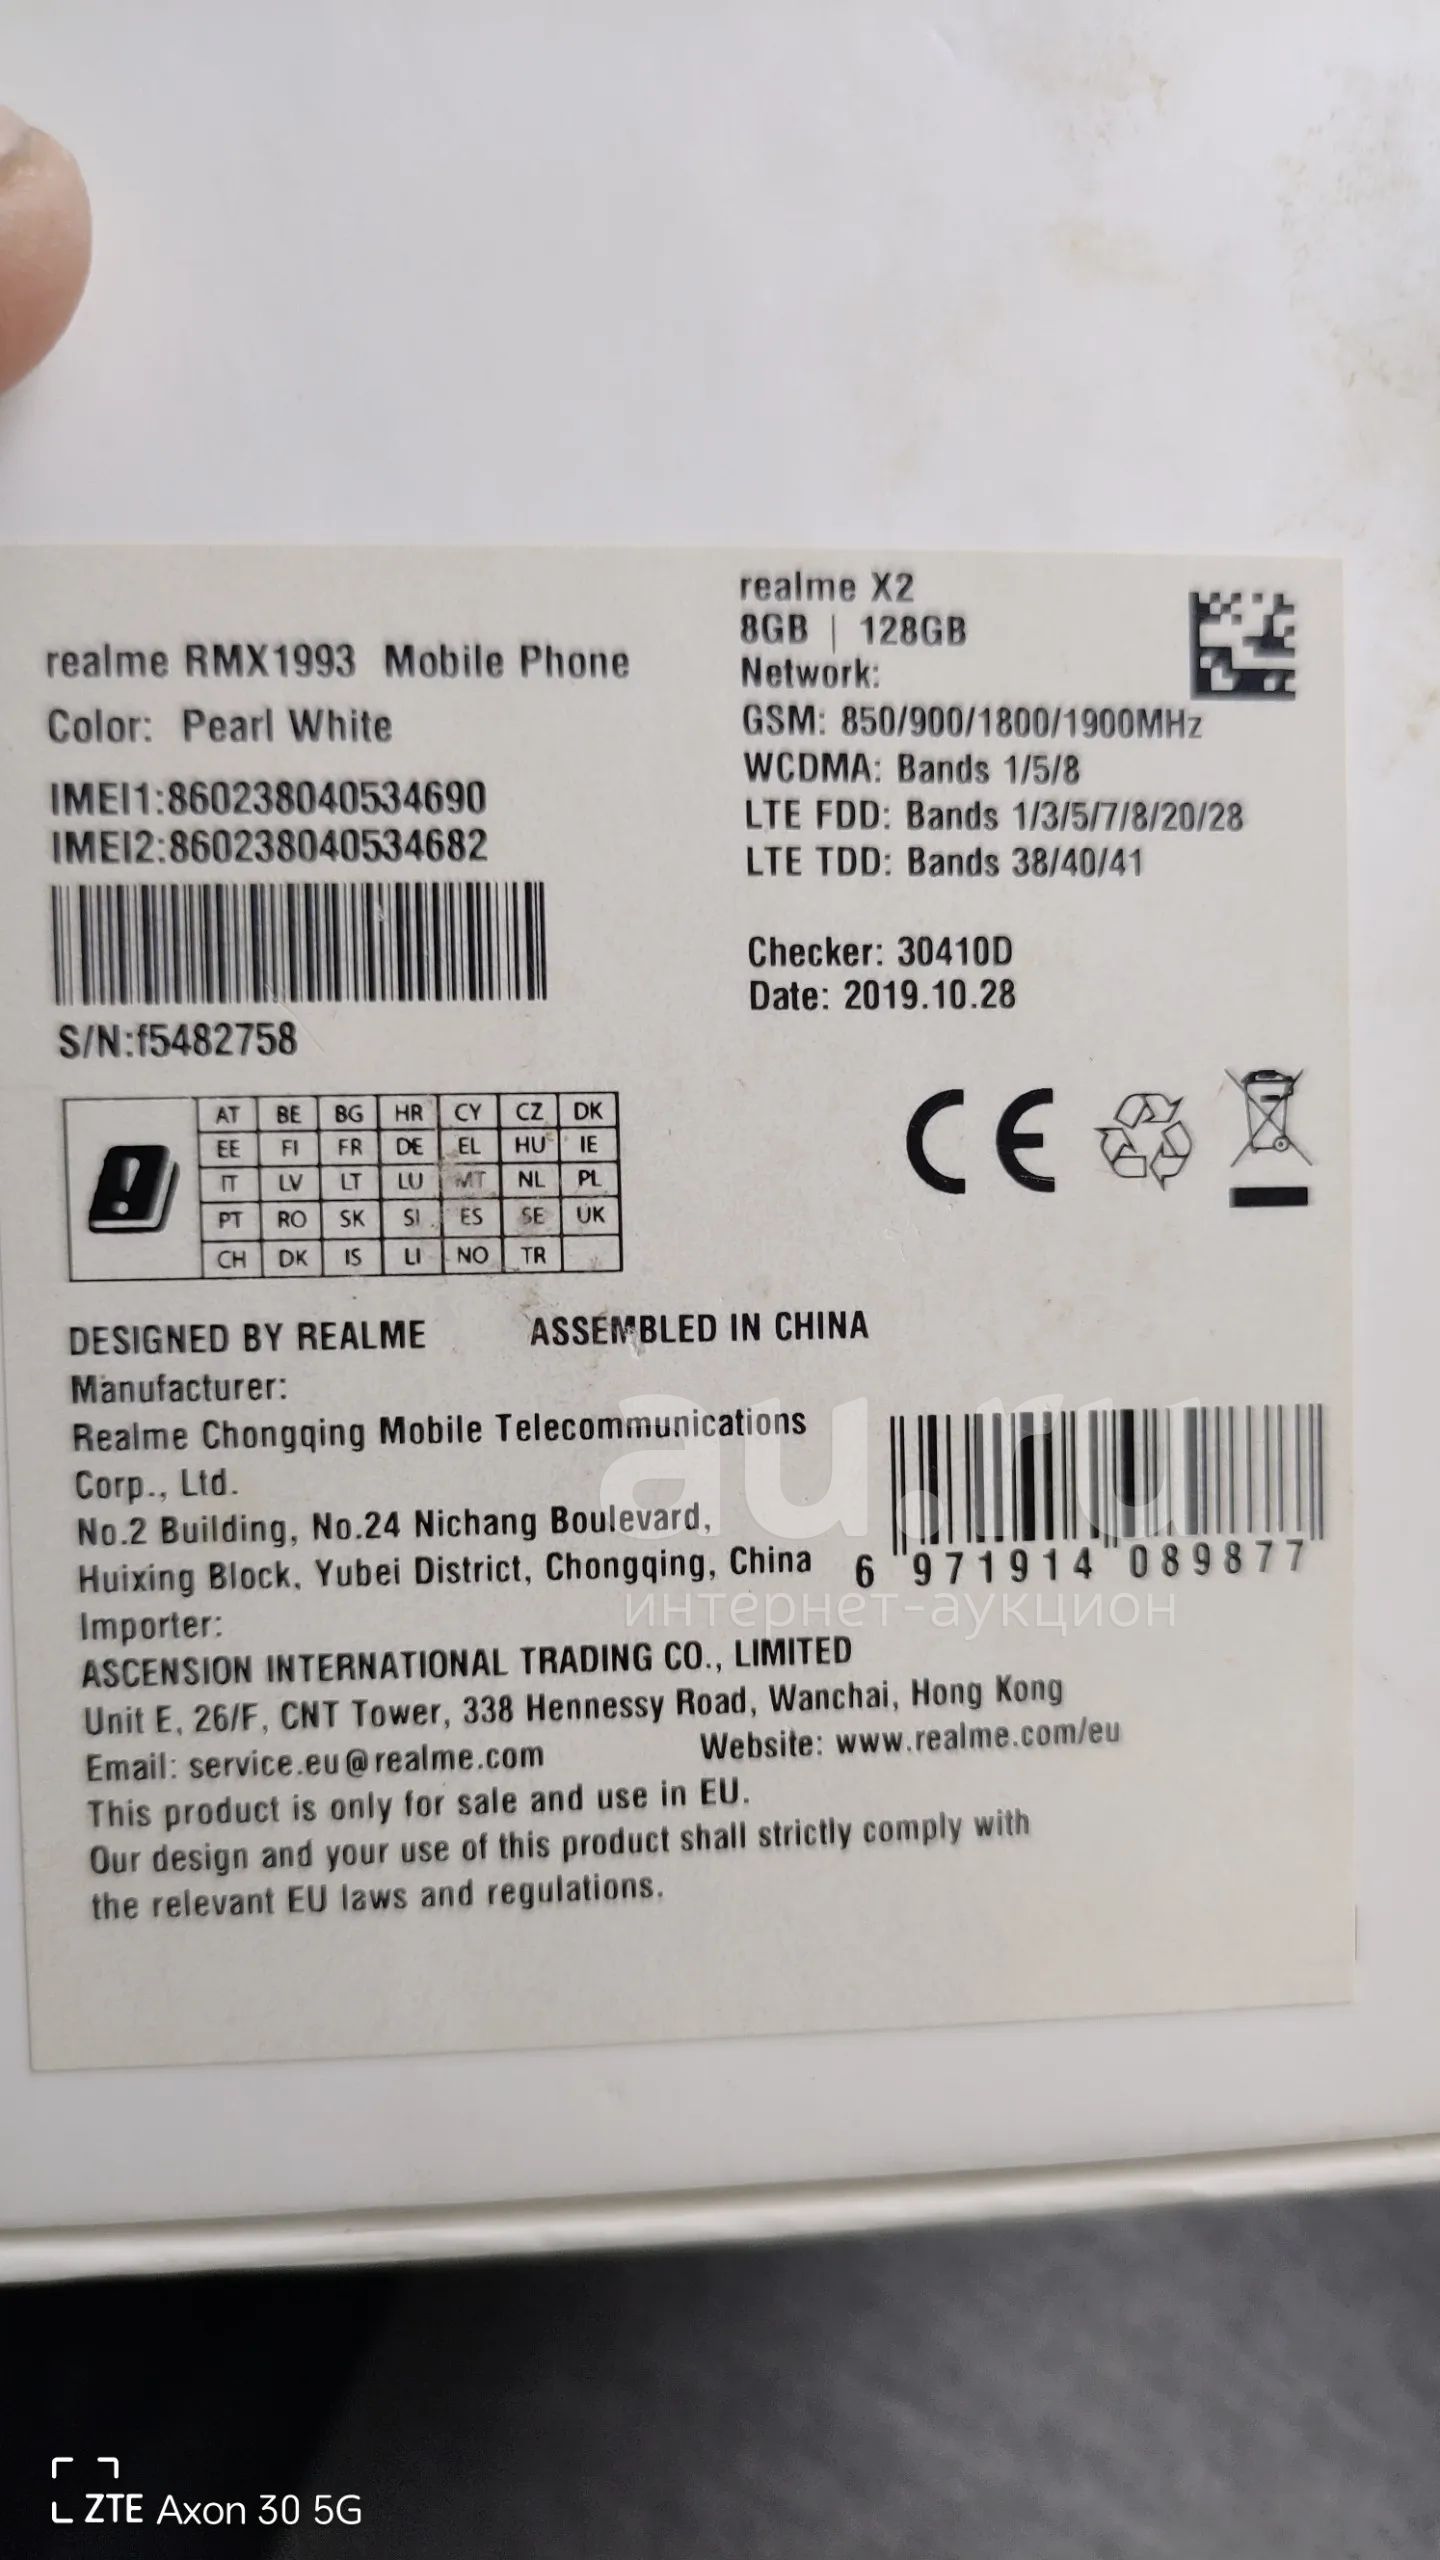 realme RMX1993 Mobile Phone
Color: Pearl White
IMEI1:860238040534690
IMEI2:860238040534682
S/N:f5482758
realme X2
8GB | 128GB
Network:
GSM: 850/900/1800/1900MHz
WCDMA: Bands 1/5/8
LTE FDD: Bands 1/3/5/7/8/20/28
LTE TDD: Bands 38/40/41
Checker: 30410D
Date: 2019.10.28
AT BE BG HR CY CZ DK
EE FI FR DE EL HU IE
IT LV LT LU MT NL PL
PT RO SK SI ES SE UK
CH DK IS LI NO TR
CE
DESIGNED BY REALME ASSEMBLED IN CHINA
Manufacturer:
Realme Chongqing Mobile Telecommunications
Corp., Ltd.
No.2 Building, No.24 Nichang Boulevard,
Huixing Block, Yubei District, Chongqing, China
6 971914 089877
Importer:
ASCENSION INTERNATIONAL TRADING CO., LIMITED
Unit E, 26/F, CNT Tower, 338 Hennessy Road, Wanchai, Hong Kong
Email: service.eu@realme.com Website: www.realme.com/eu
This product is only for sale and use in EU.
Our design and your use of this product shall strictly comply with
the relevant EU laws and regulations.
au.ru
интернет-аукцион
ZTE Axon 30 5G